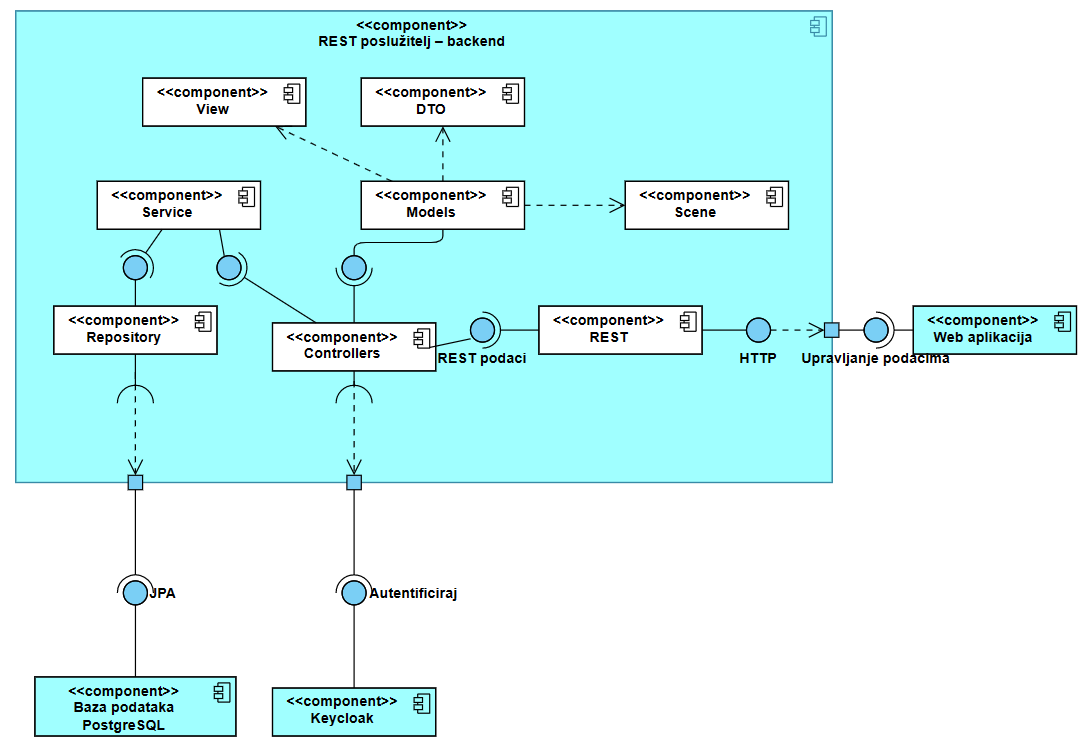 <<component>>
REST poslužitelj – backend
<<component>>
View
<<component>>
DTO
<<component>>
Service
<<component>>
Models
<<component>>
Scene
<<component>>
Repository
<<component>>
Controllers
REST podaci
<<component>>
REST
HTTP
Upravljanje podacima
<<component>>
Web aplikacija
JPA
Autentificiraj
<<component>>
Baza podataka
PostgreSQL
<<component>>
Keycloak